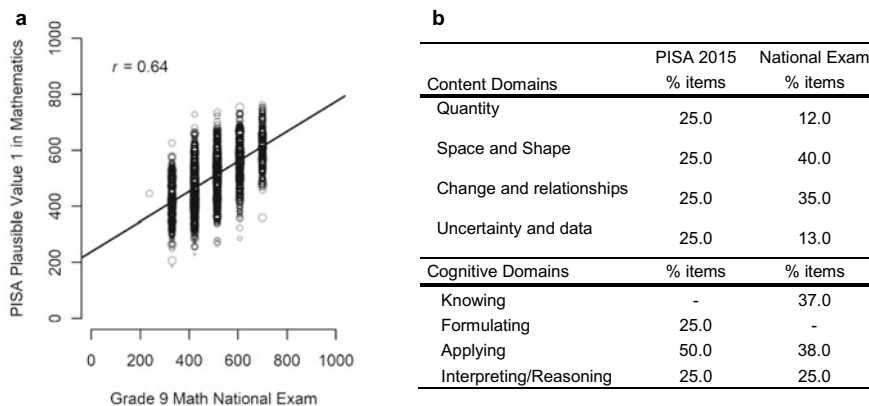 a
r = 0.64
PISA Plausible Value 1 in Mathematics
1000
800
600
400
200
0
0 200 400 600 800 1000
Grade 9 Math National Exam
b
PISA 2015 National Exam
Content Domains % items % items
Quantity 25.0 12.0
Space and Shape 25.0 40.0
Change and relationships 25.0 35.0
Uncertainty and data 25.0 13.0
Cognitive Domains % items % items
Knowing - 37.0
Formulating 25.0 -
Applying 50.0 38.0
Interpreting/Reasoning 25.0 25.0